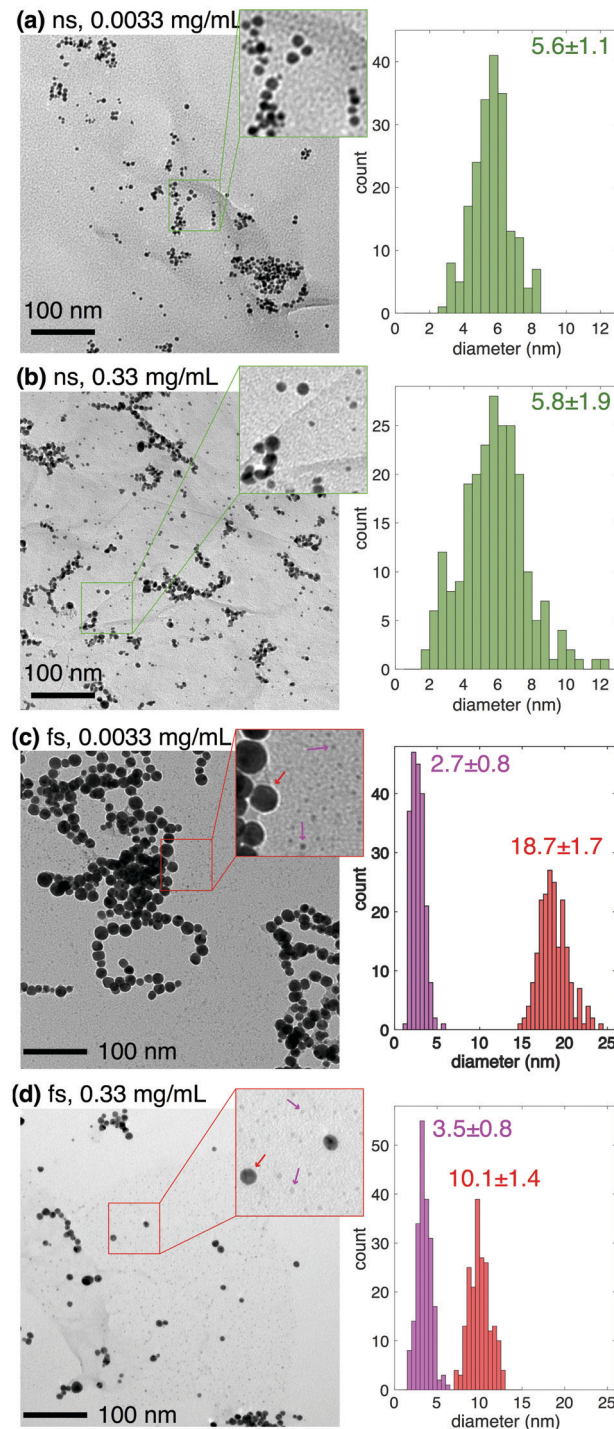 (a) ns, 0.0033 mg/mL
100 nm
5.6±1.1
count
40
30
20
10
0
0 2 4 6 8 10 12
diameter (nm)
(b) ns, 0.33 mg/mL
100 nm
5.8±1.9
count
25
20
15
10
5
0
0 2 4 6 8 10 12
diameter (nm)
(c) fs, 0.0033 mg/mL
100 nm
2.7±0.8
18.7±1.7
count
40
30
20
10
0
0 5 10 15 20 25
diameter (nm)
(d) fs, 0.33 mg/mL
100 nm
3.5±0.8
10.1±1.4
count
50
40
30
20
10
0
0 5 10 15 20 25
diameter (nm)